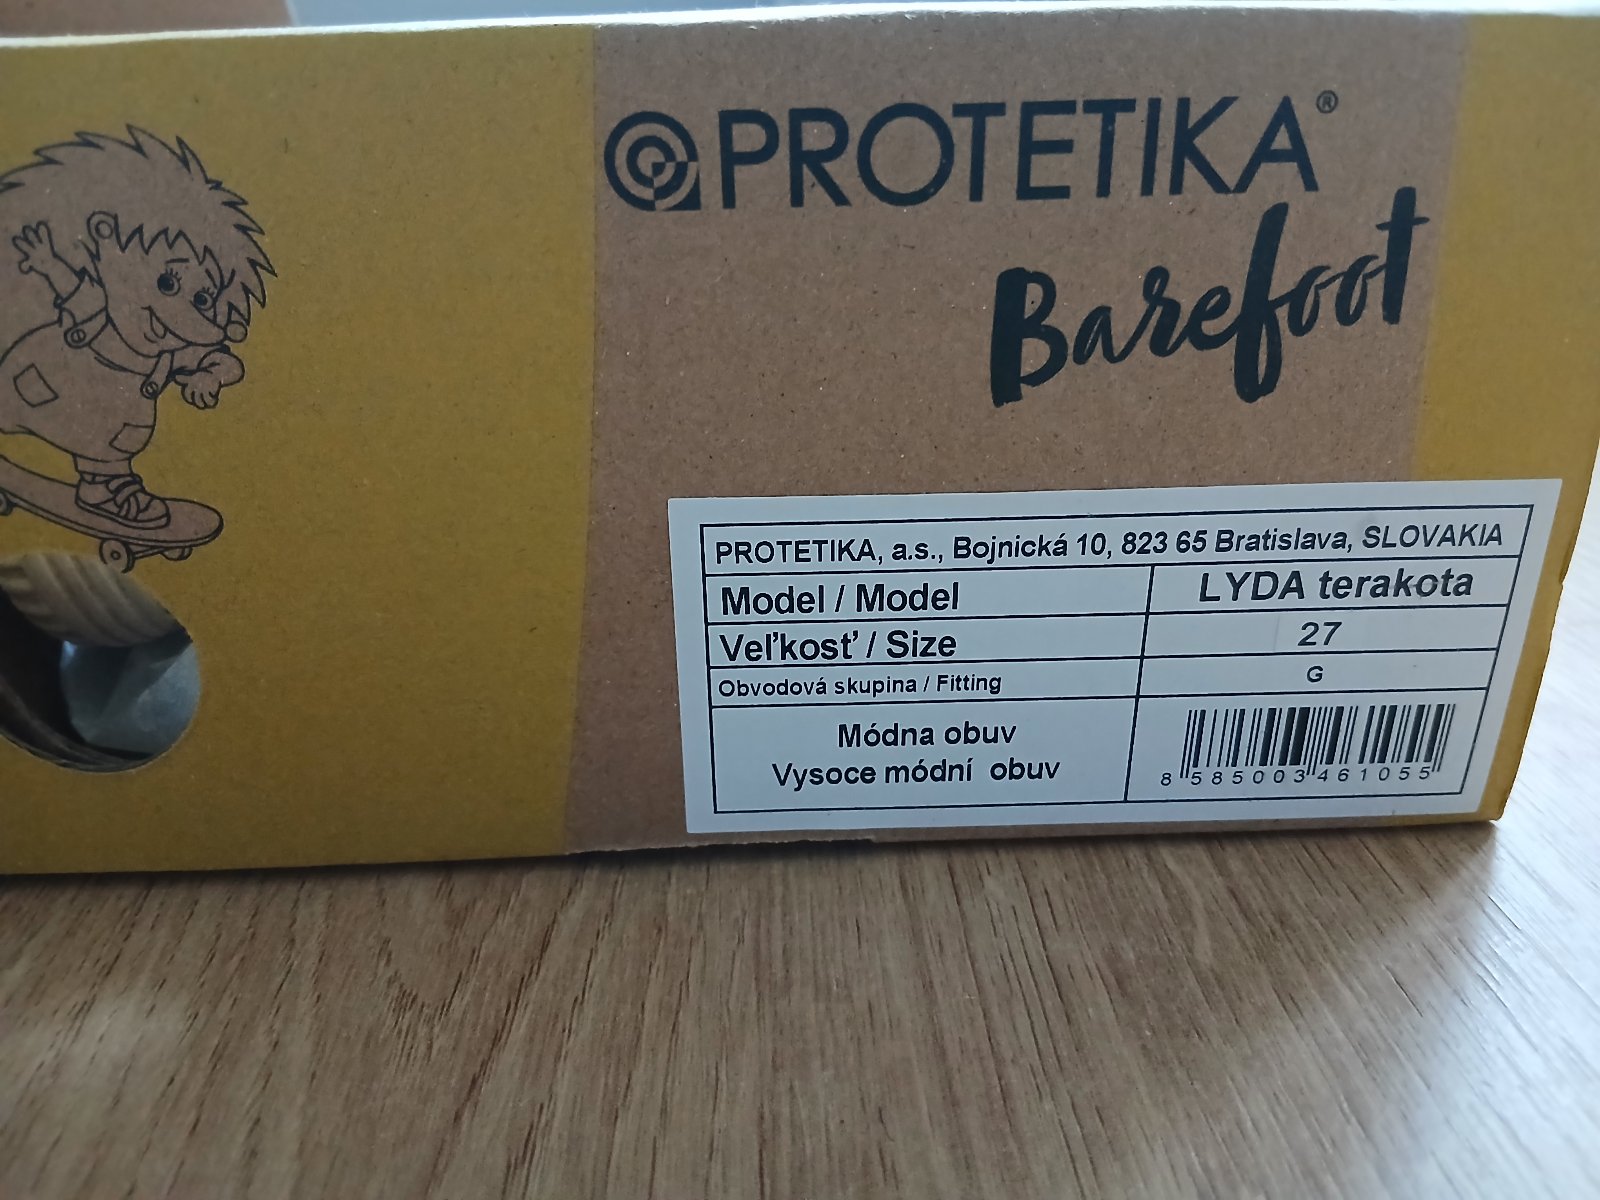 PROTETIKA®
Barefoot
PROTETIKA, a.s., Bojnická 10, 823 65 Bratislava, SLOVAKIA
Model / Model LYDA terakota
Veľkosť / Size 27
Obvodová skupina / Fitting G
Módna obuv
Vysoce módní obuv
8 585003 461055